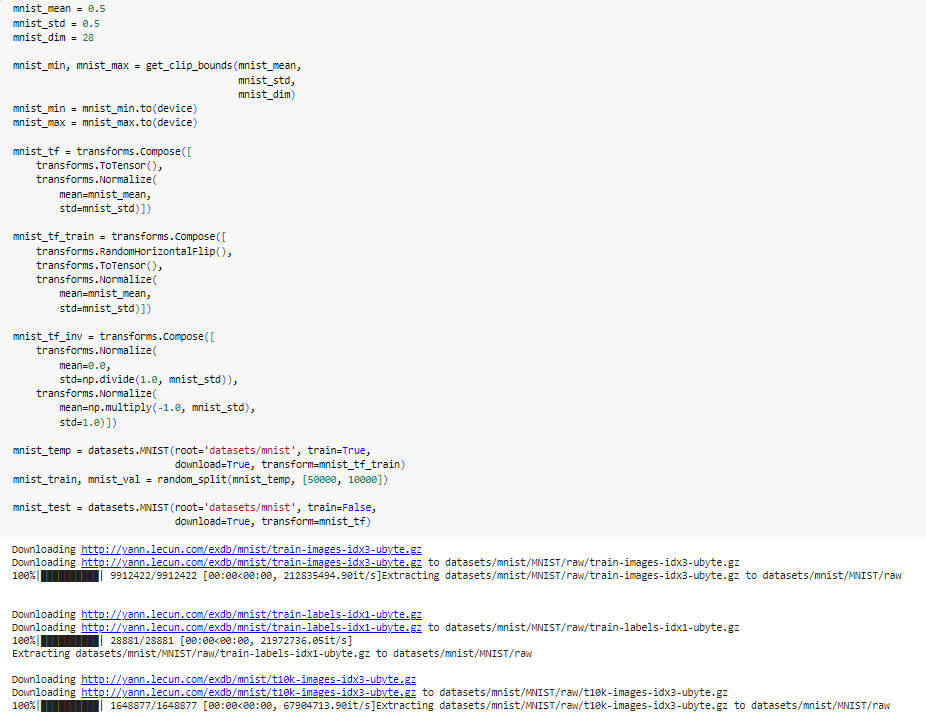 mnist_mean = 0.5
mnist_std = 0.5
mnist_dim = 28
mnist_min, mnist_max = get_clip_bounds(mnist_mean,
mnist_std,
mnist_dim)
mnist_min = mnist_min.to(device)
mnist_max = mnist_max.to(device)
mnist_tf = transforms.Compose([
transforms.ToTensor(),
transforms.Normalize(
mean=mnist_mean,
std=mnist_std)])
mnist_tf_train = transforms.Compose([
transforms.RandomHorizontalFlip(),
transforms.ToTensor(),
transforms.Normalize(
mean=mnist_mean,
std=mnist_std)])
mnist_tf_inv = transforms.Compose([
transforms.Normalize(
mean=0.0,
std=np.divide(1.0, mnist_std)),
transforms.Normalize(
mean=np.multiply(-1.0, mnist_std),
std=1.0)])
mnist_temp = datasets.MNIST(root='datasets/mnist', train=True,
download=True, transform=mnist_tf_train)
mnist_train, mnist_val = random_split(mnist_temp, [50000, 10000])
mnist_test = datasets.MNIST(root='datasets/mnist', train=False,
download=True, transform=mnist_tf)
Downloading http://yann.lecun.com/exdb/mnist/train-images-idx3-ubyte.gz
Downloading http://yann.lecun.com/exdb/mnist/train-images-idx3-ubyte.gz to datasets/mnist/MNIST/raw/train-images-idx3-ubyte.gz
100%|██████████| 9912422/9912422 [00:00<00:00, 212835494.90it/s]Extracting datasets/mnist/MNIST/raw/train-images-idx3-ubyte.gz to datasets/mnist/MNIST/raw
Downloading http://yann.lecun.com/exdb/mnist/train-labels-idx1-ubyte.gz
Downloading http://yann.lecun.com/exdb/mnist/train-labels-idx1-ubyte.gz to datasets/mnist/MNIST/raw/train-labels-idx1-ubyte.gz
100%|██████████| 28881/28881 [00:00<00:00, 21972736.05it/s]
Extracting datasets/mnist/MNIST/raw/train-labels-idx1-ubyte.gz to datasets/mnist/MNIST/raw
Downloading http://yann.lecun.com/exdb/mnist/t10k-images-idx3-ubyte.gz
Downloading http://yann.lecun.com/exdb/mnist/t10k-images-idx3-ubyte.gz to datasets/mnist/MNIST/raw/t10k-images-idx3-ubyte.gz
100%|██████████| 1648877/1648877 [00:00<00:00, 67904713.90it/s]Extracting datasets/mnist/MNIST/raw/t10k-images-idx3-ubyte.gz to datasets/mnist/MNIST/raw